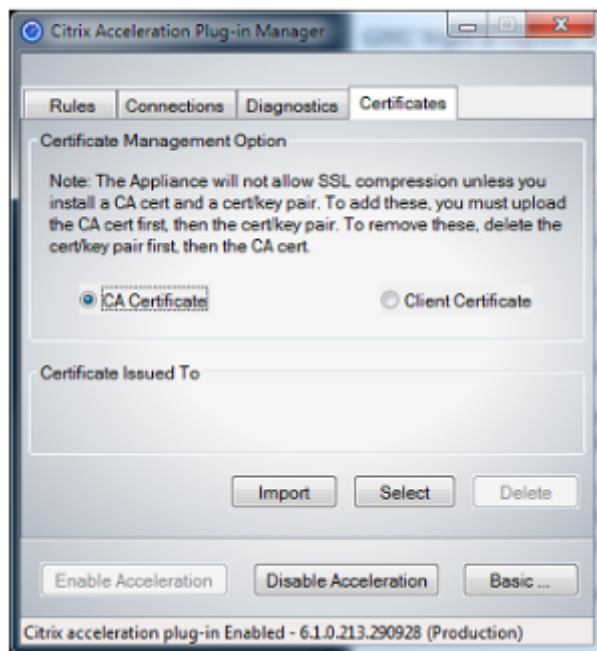 Citrix Acceleration Plug-in Manager
Rules Connections Diagnostics Certificates
Certificate Management Option
Note: The Appliance will not allow SSL compression unless you
install a CA cert and a cert/key pair. To add these, you must upload
the CA cert first, then the cert/key pair. To remove these, delete the
cert/key pair first, then the CA cert.
CA Certificate Client Certificate
Certificate Issued To
Import Select Delete
Enable Acceleration Disable Acceleration Basic ...
Citrix acceleration plug-in Enabled - 6.1.0.213.290928 (Production)